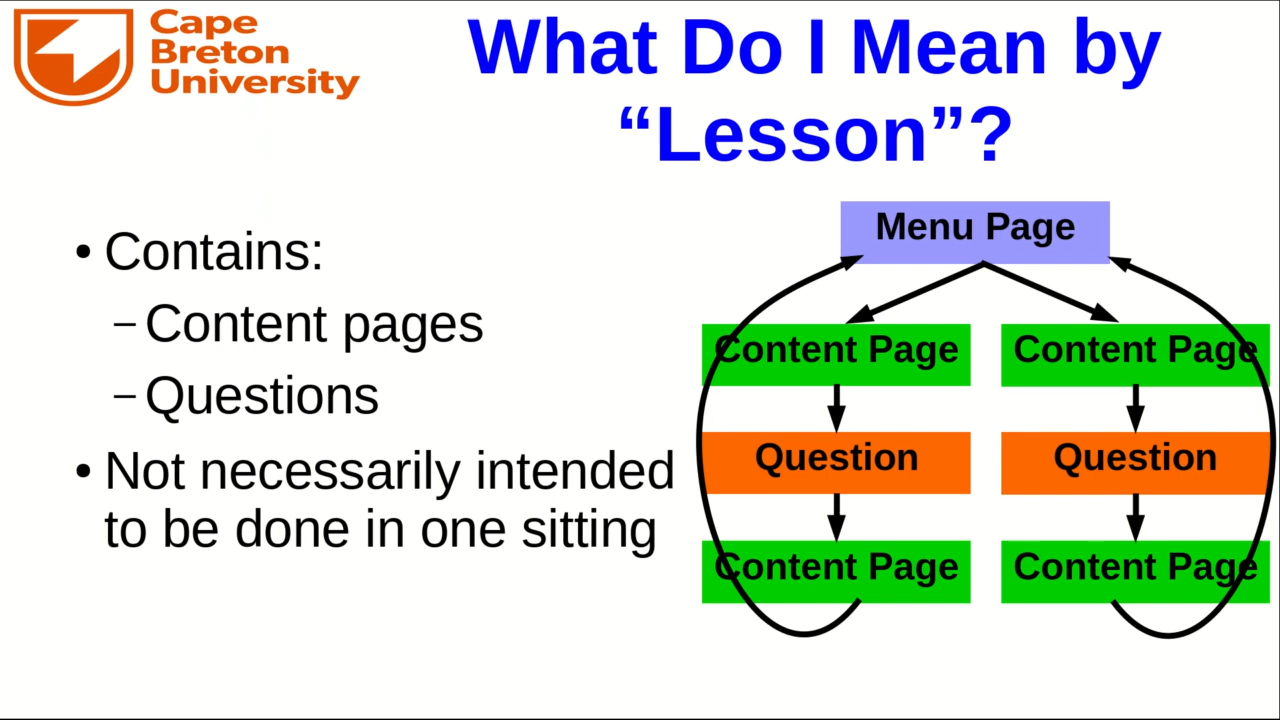 Cape
Breton
University
What Do I Mean by
“Lesson”?
• Contains:
– Content pages
– Questions
• Not necessarily intended
to be done in one sitting
Menu Page
Content Page
Content Page
Question
Question
Content Page
Content Page